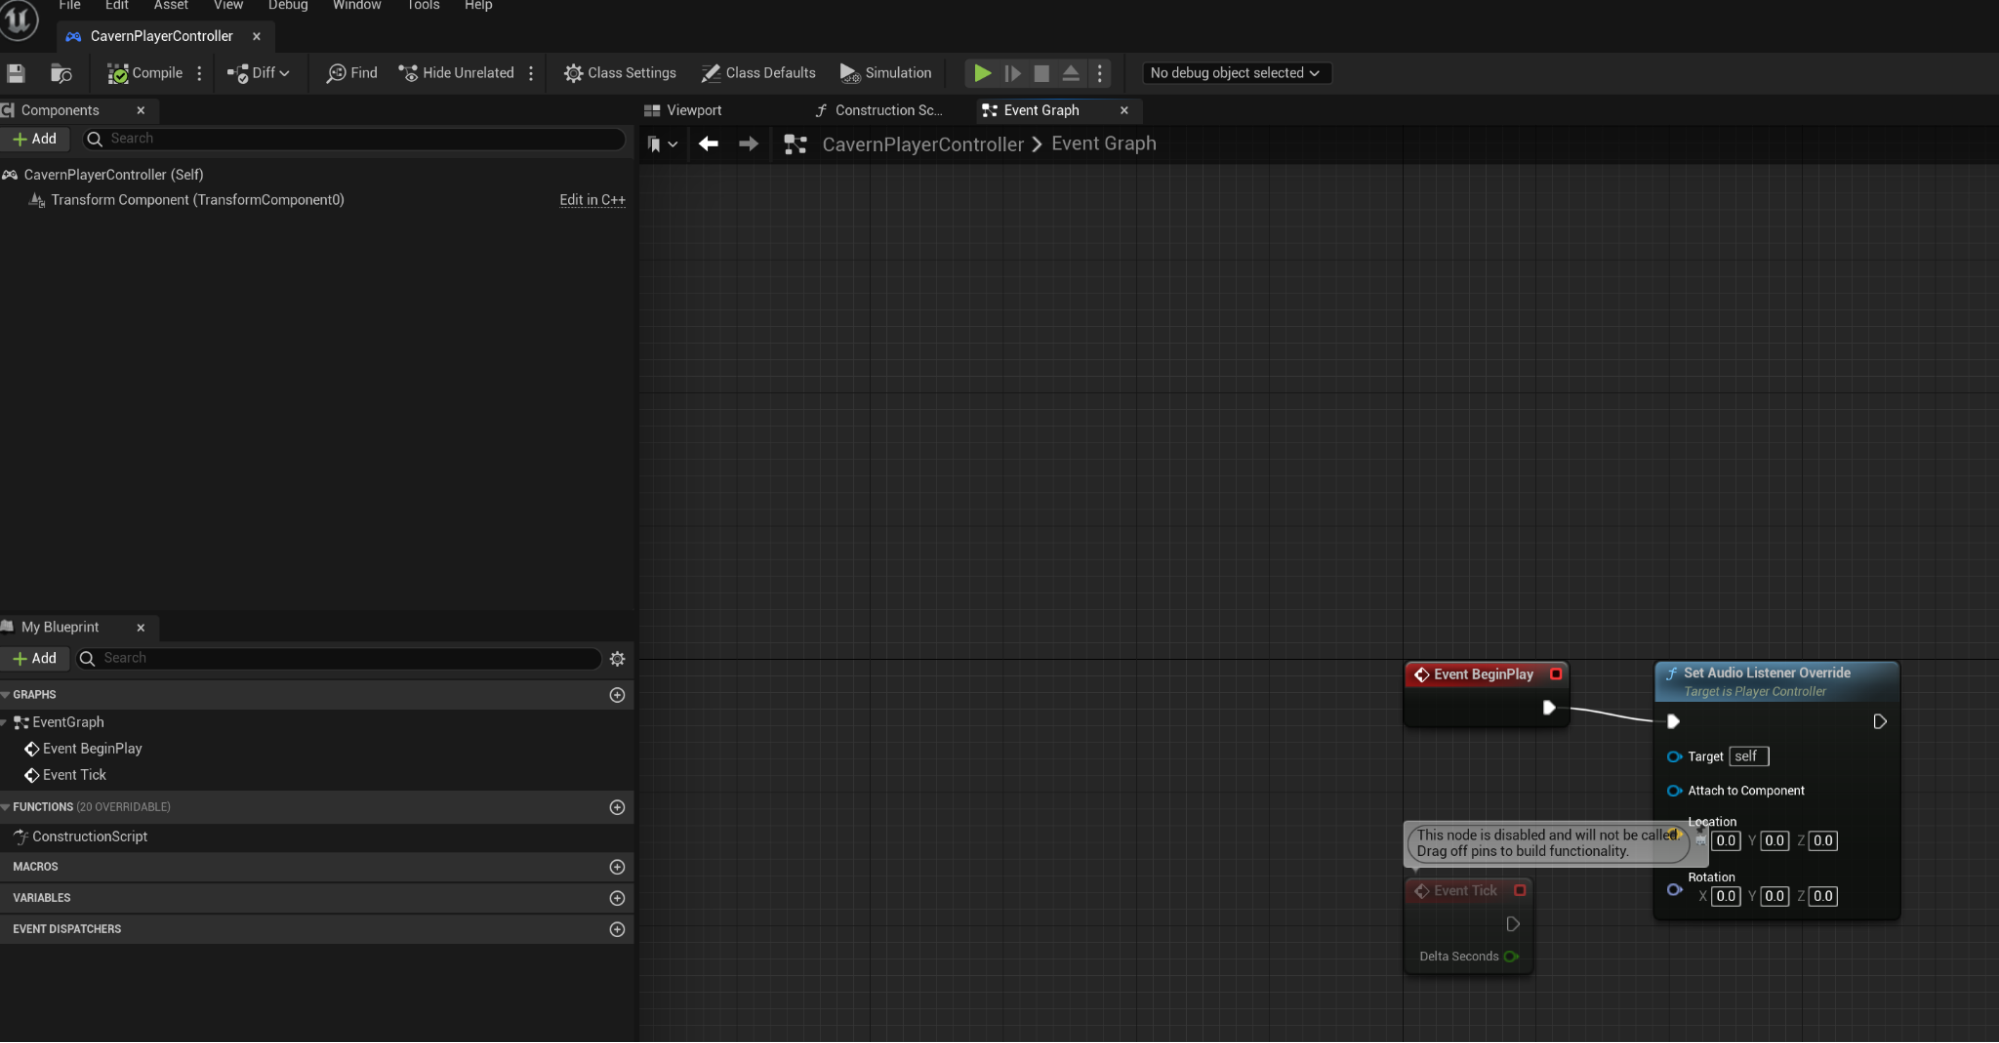 File Edit Asset View Debug Window Tools Help
CavernPlayerController
Compile Diff Find Hide Unrelated Class Settings Class Defaults Simulation No debug object selected
Components
Add Search
CavernPlayerController (Self)
Transform Component (TransformComponent0) Edit in C++
Viewport Construction Sc... Event Graph
CavernPlayerController > Event Graph
My Blueprint
Add Search
GRAPHS
EventGraph
Event BeginPlay
Event Tick
FUNCTIONS (20 OVERRIDABLE)
ConstructionScript
MACROS
VARIABLES
EVENT DISPATCHERS
Event BeginPlay
Set Audio Listener Override
Target is Player Controller
Target self
Attach to Component
Location
0.0 Y 0.0 Z 0.0
Rotation
X 0.0 Y 0.0 Z 0.0
This node is disabled and will not be called.
Drag off pins to build functionality.
Event Tick
Delta Seconds